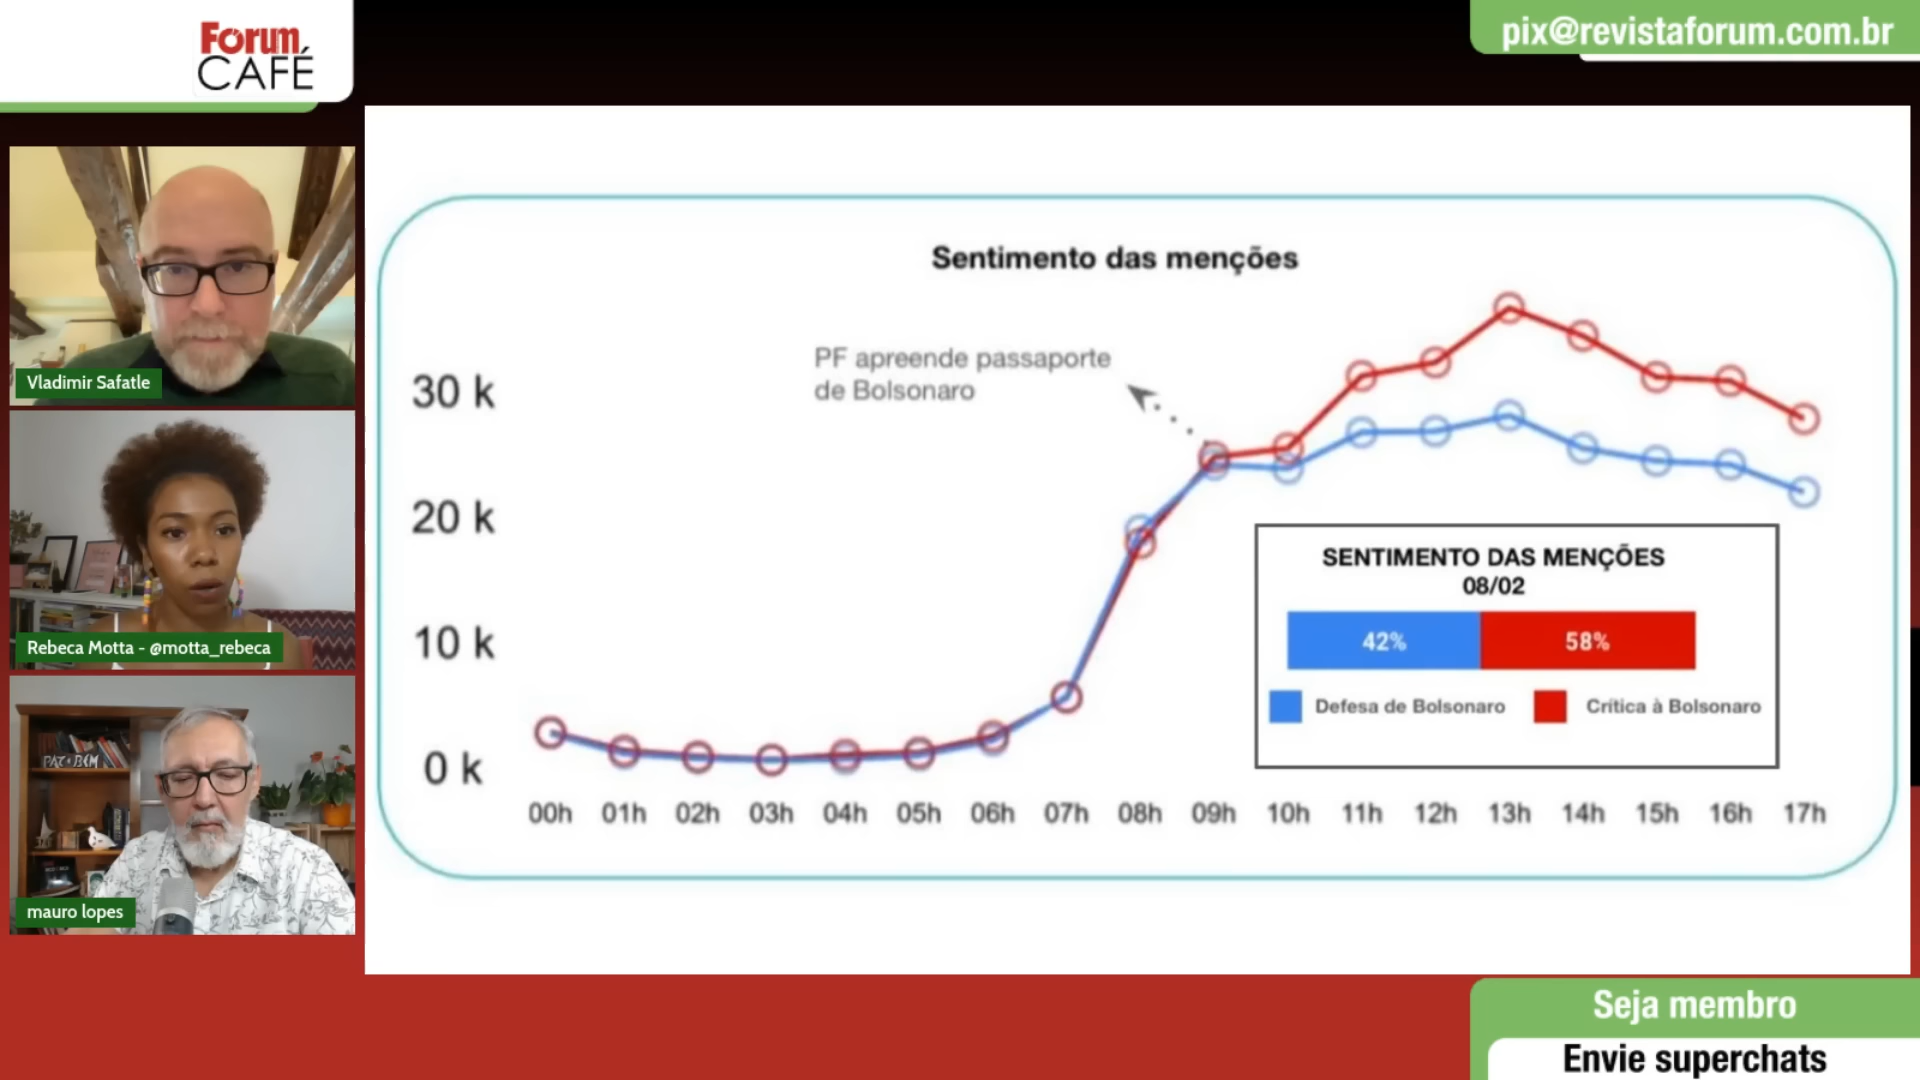 Forum
CAFÉ
pix@revistaforum.com.br
Vladimir Safatle
Rebeca Motta - @motta_rebeca
PAZ BEM
mauro lopes
Sentimento das menções
PF apreende passaporte
de Bolsonaro
30 k
20 k
10 k
0 k
00h 01h 02h 03h 04h 05h 06h 07h 08h 09h 10h 11h 12h 13h 14h 15h 16h 17h
SENTIMENTO DAS MENÇÕES
08/02
42% 58%
Defesa de Bolsonaro Crítica à Bolsonaro
Seja membro
Envie superchats